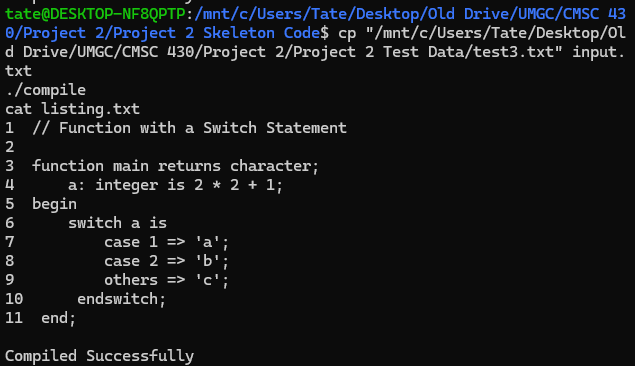 tate@DESKTOP-NF8QPTP:/mnt/c/Users/Tate/Desktop/Old Drive/UMGC/CMSC 43
0/Project 2/Project 2 Skeleton Code$ cp "/mnt/c/Users/Tate/Desktop/Ol
d Drive/UMGC/CMSC 430/Project 2/Project 2 Test Data/test3.txt" input.
txt
./compile
cat listing.txt
1  // Function with a Switch Statement
2
3  function main returns character;
4      a: integer is 2 * 2 + 1;
5  begin
6      switch a is
7          case 1 => 'a';
8          case 2 => 'b';
9          others => 'c';
10      endswitch;
11  end;

Compiled Successfully